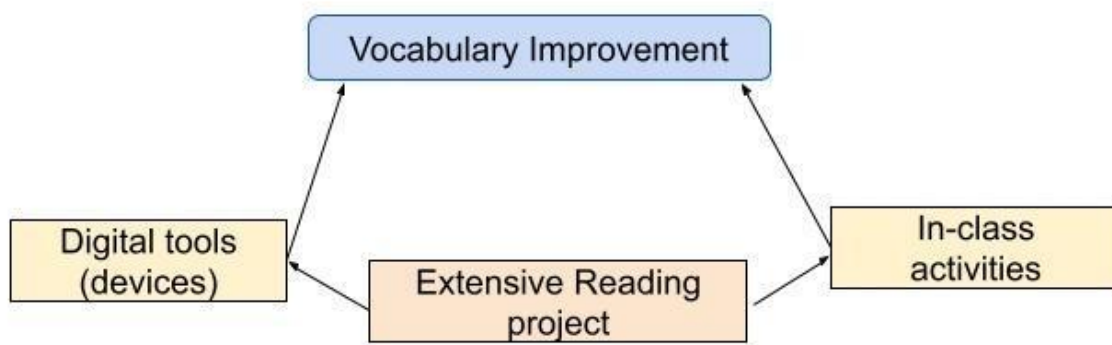 Vocabulary Improvement
Digital tools
(devices)
Extensive Reading
project
In-class
activities